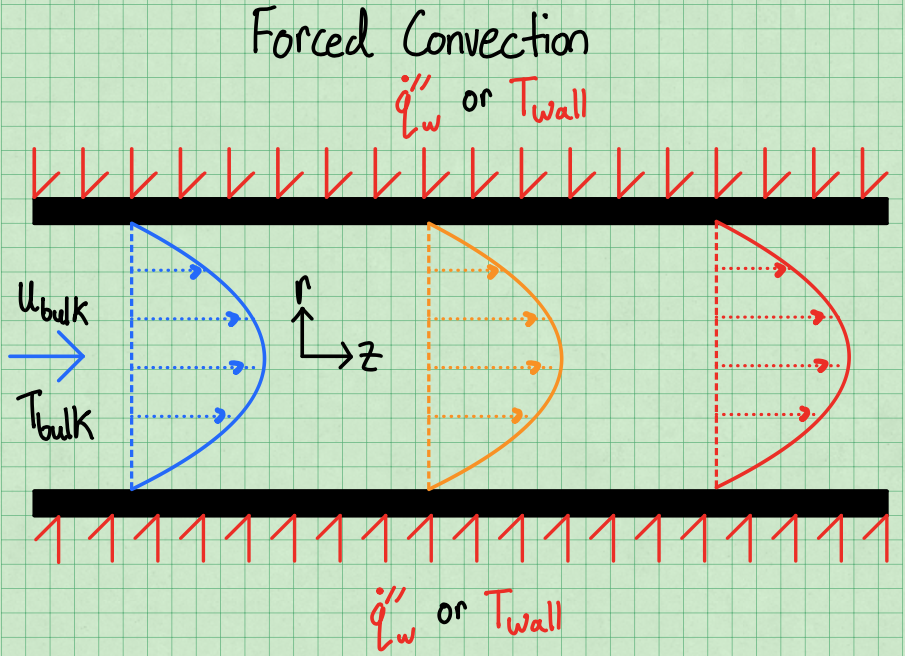 Forced Convection
q̇″w or Twall
Ubulk
r
z
Tbulk
q̇″w or Twall